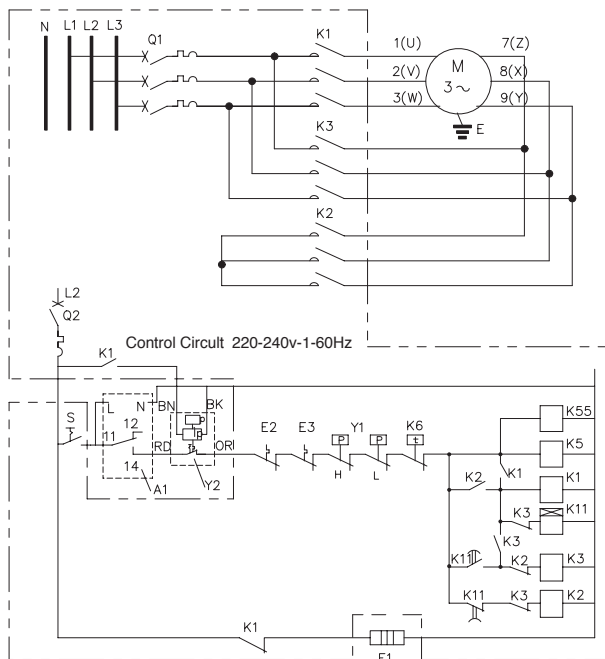 N L1 L2 L3
Q1
K1
1(U)
7(Z)
M
3~
2(V)
8(X)
3(W)
9(Y)
E
K3
K2
L2
Q2
Control Circuit 220-240v-1-60Hz
K1
S
L
N
BN
BK
11
12
14
RD
OR
A1
Y2
E2
E3
Y1
K6
P
P
t
H
L
K55
K5
K1
K2
K1
K3
K11
K3
K11
K2
K3
K11
K3
K2
K1
E1